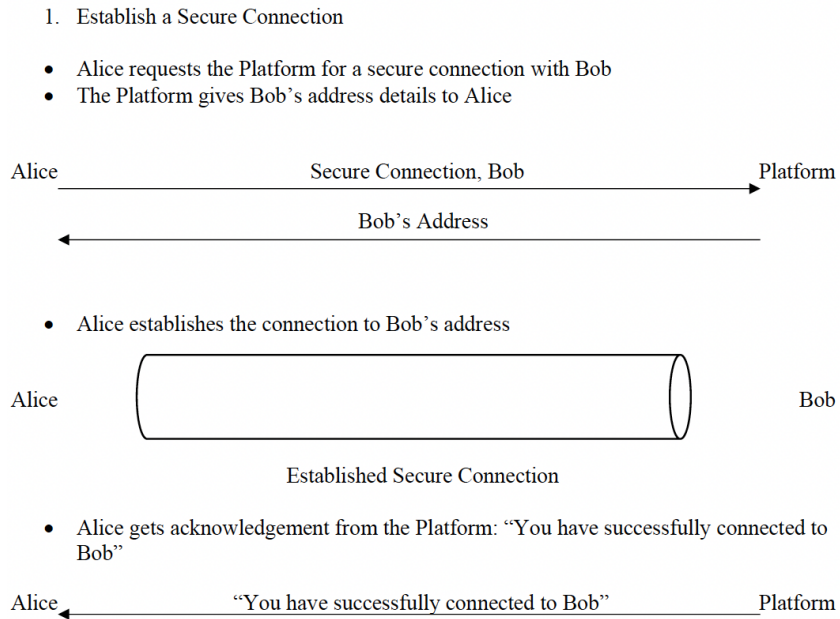 1. Establish a Secure Connection
• Alice requests the Platform for a secure connection with Bob
• The Platform gives Bob’s address details to Alice
Alice Secure Connection, Bob Platform
Bob’s Address
• Alice establishes the connection to Bob’s address
Alice Bob
Established Secure Connection
• Alice gets acknowledgement from the Platform: “You have successfully connected to
Bob”
Alice “You have successfully connected to Bob” Platform